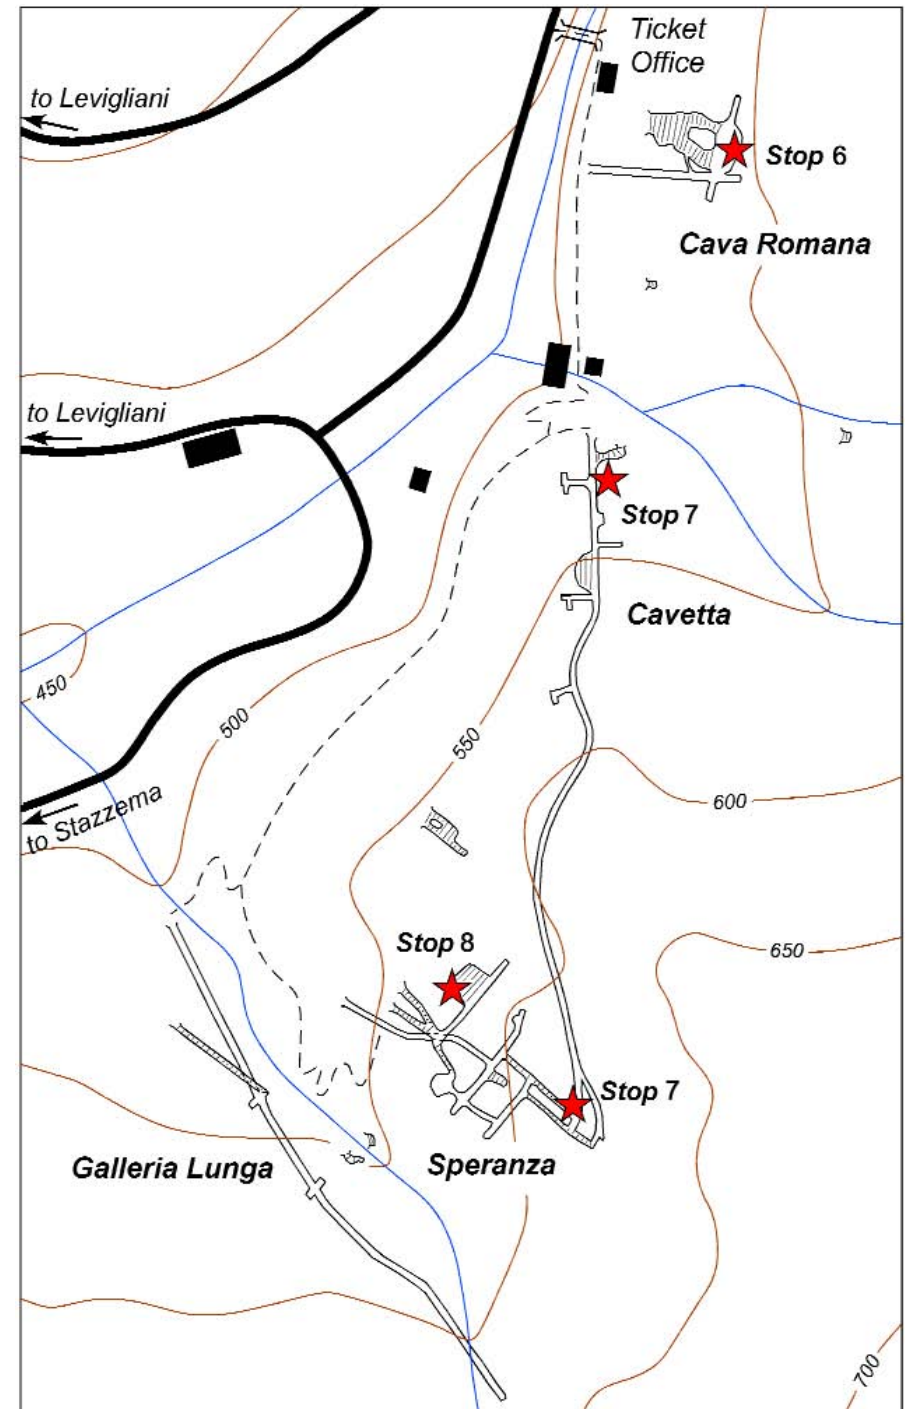 Ticket
Office
to Levigliani
Stop 6
Cava Romana
to Levigliani
Stop 7
Cavetta
450
500
550
to Stazzema
600
Stop 8
650
Stop 7
Galleria Lunga
Speranza
700